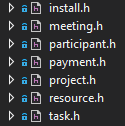 install.h
meeting.h
participant.h
payment.h
project.h
resource.h
task.h